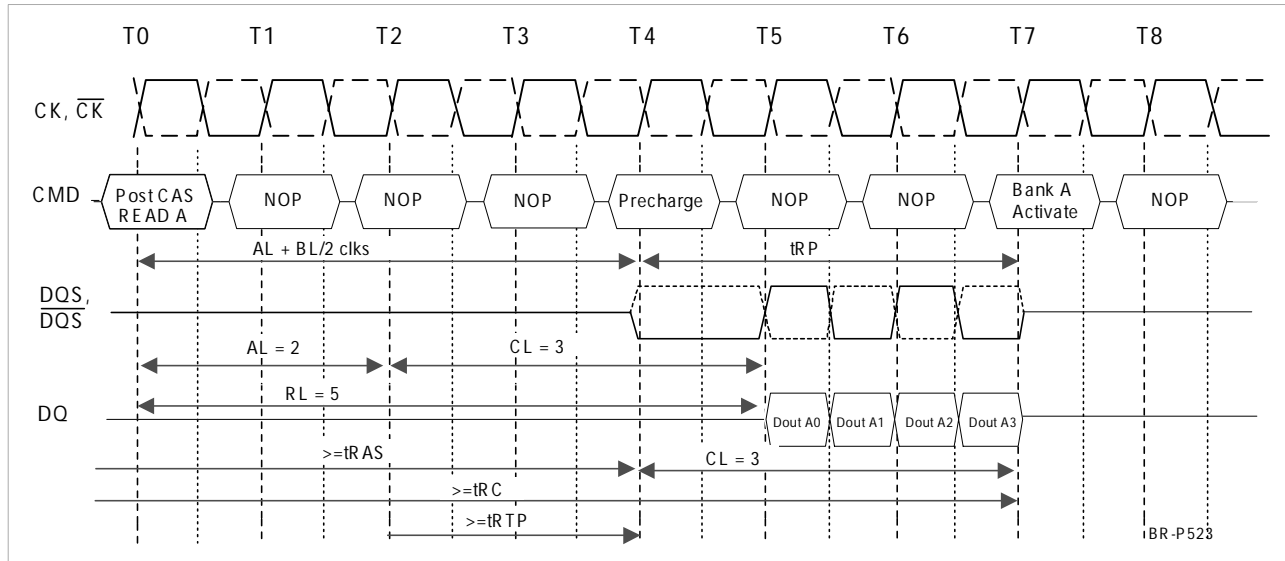 T0 T1 T2 T3 T4 T5 T6 T7 T8
CK, CK
CMD
Post CAS
READ A
NOP
NOP
NOP
Precharge
NOP
NOP
Bank A
Activate
NOP
AL + BL/2 clks
tRP
DQS,
DQS
AL = 2
CL = 3
RL = 5
DQ
Dout A0
Dout A1
Dout A2
Dout A3
>=tRAS
CL = 3
>=tRC
>=tRTP
BR-P523